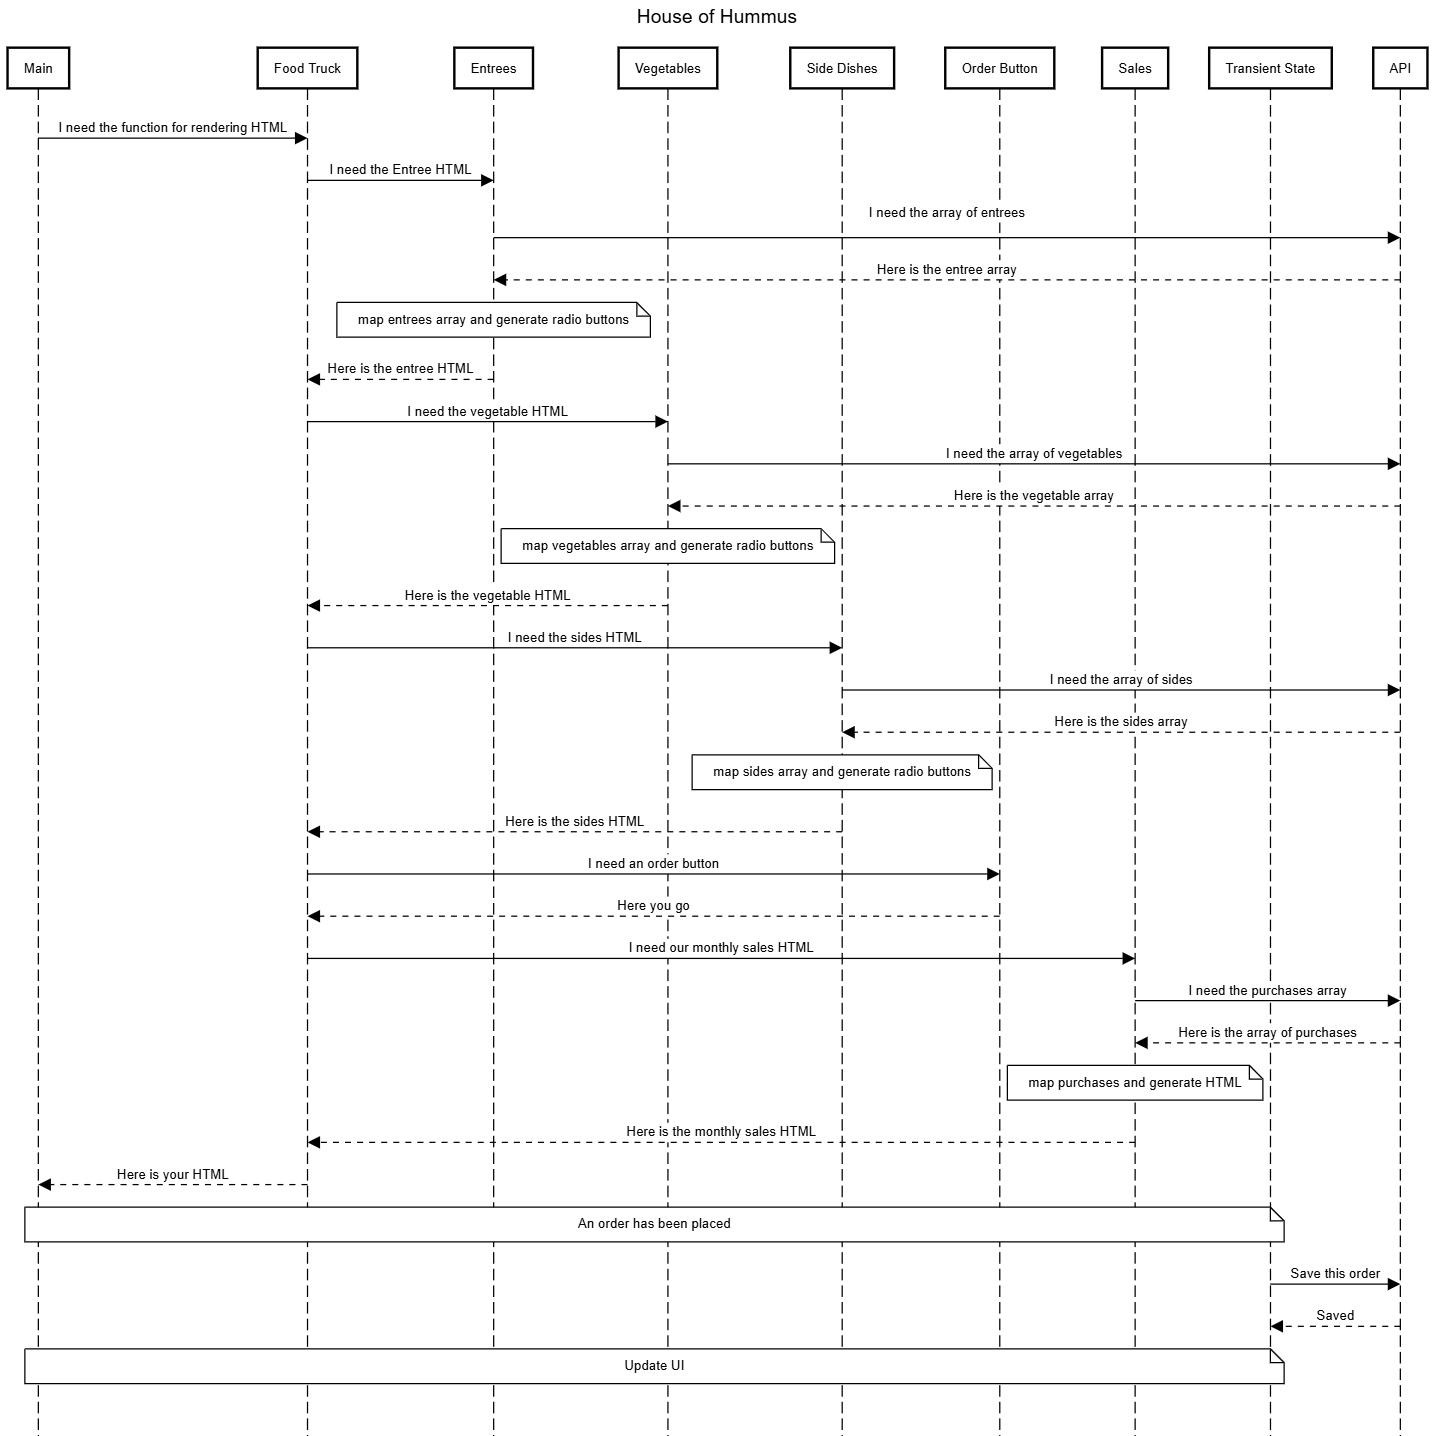 House of Hummus
Main
Food Truck
Entrees
Vegetables
Side Dishes
Order Button
Sales
Transient State
API
I need the function for rendering HTML
I need the Entree HTML
I need the array of entrees
Here is the entree array
map entrees array and generate radio buttons
Here is the entree HTML
I need the vegetable HTML
I need the array of vegetables
Here is the vegetable array
map vegetables array and generate radio buttons
Here is the vegetable HTML
I need the sides HTML
I need the array of sides
Here is the sides array
map sides array and generate radio buttons
Here is the sides HTML
I need an order button
Here you go
I need our monthly sales HTML
I need the purchases array
Here is the array of purchases
map purchases and generate HTML
Here is the monthly sales HTML
Here is your HTML
An order has been placed
Save this order
Saved
Update UI